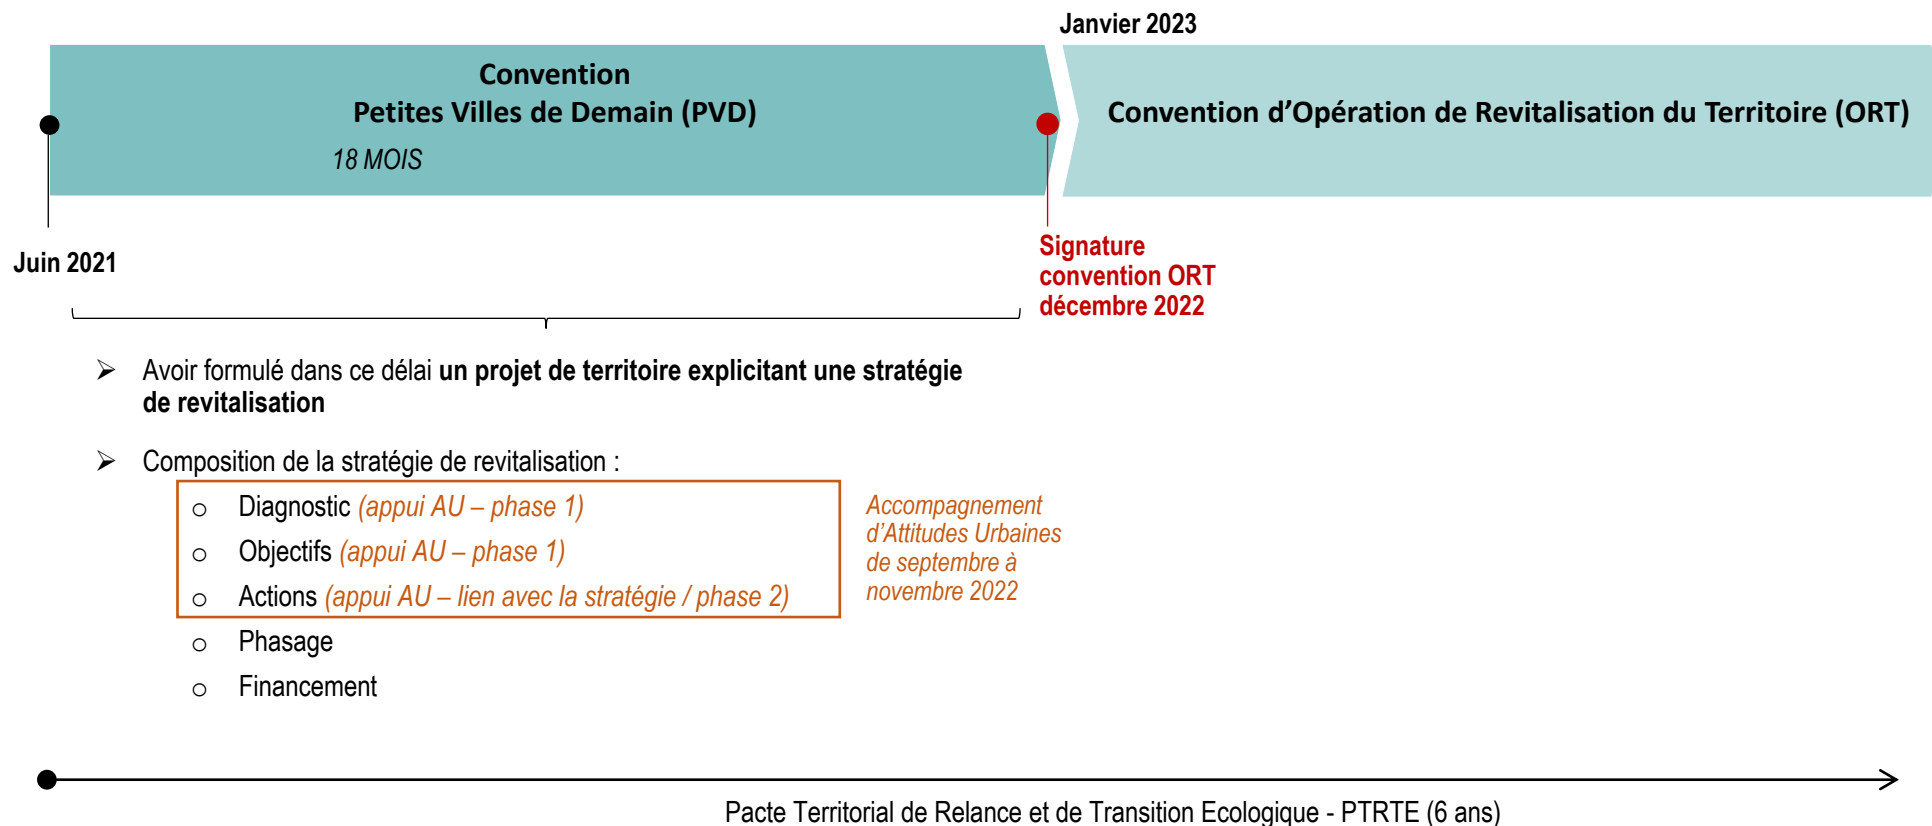 Janvier 2023
Convention
Petites Villes de Demain (PVD)
18 MOIS
Convention d’Opération de Revitalisation du Territoire (ORT)
Juin 2021
Signature
convention ORT
décembre 2022
➢ Avoir formulé dans ce délai un projet de territoire explicitant une stratégie
de revitalisation
➢ Composition de la stratégie de revitalisation :
o Diagnostic (appui AU – phase 1)
o Objectifs (appui AU – phase 1)
o Actions (appui AU – lien avec la stratégie / phase 2)
Accompagnement
d’Attitudes Urbaines
de septembre à
novembre 2022
o Phasage
o Financement
Pacte Territorial de Relance et de Transition Ecologique - PTRTE (6 ans)